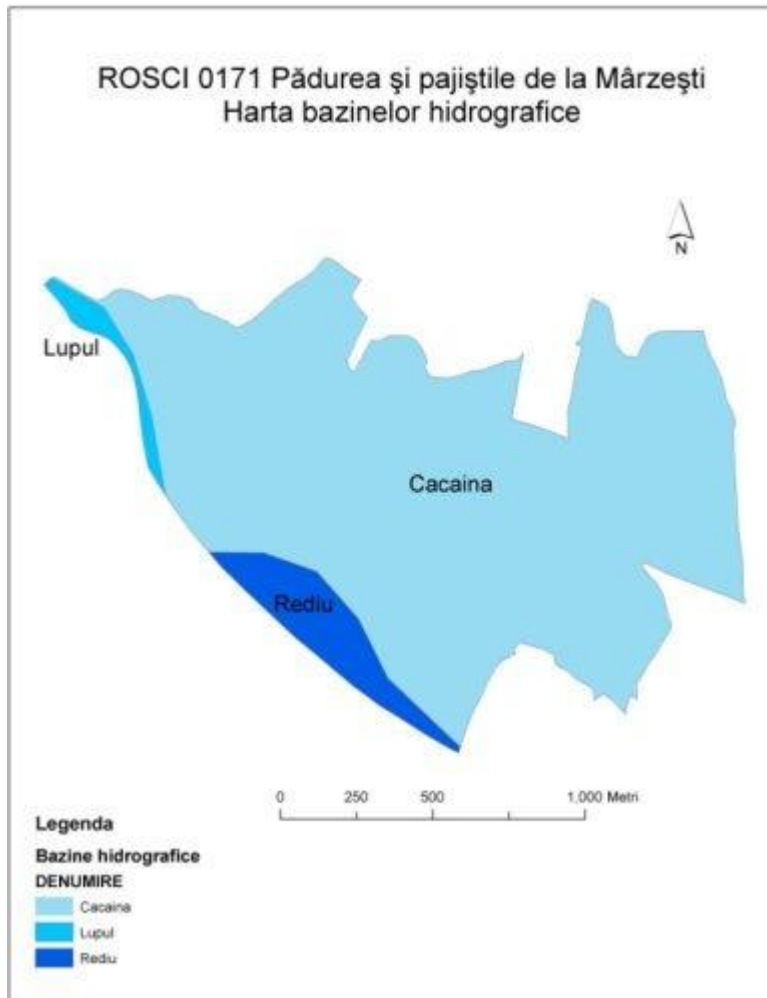 ROSCI 0171 Pădurea şi pajiştile de la Mârzeşti
Harta bazinelor hidrografice
N
Lupul
Cacaina
Rediu
0 250 500 1,000 Metri
Legenda
Bazine hidrografice
DENUMIRE
Cacaina
Lupul
Rediu